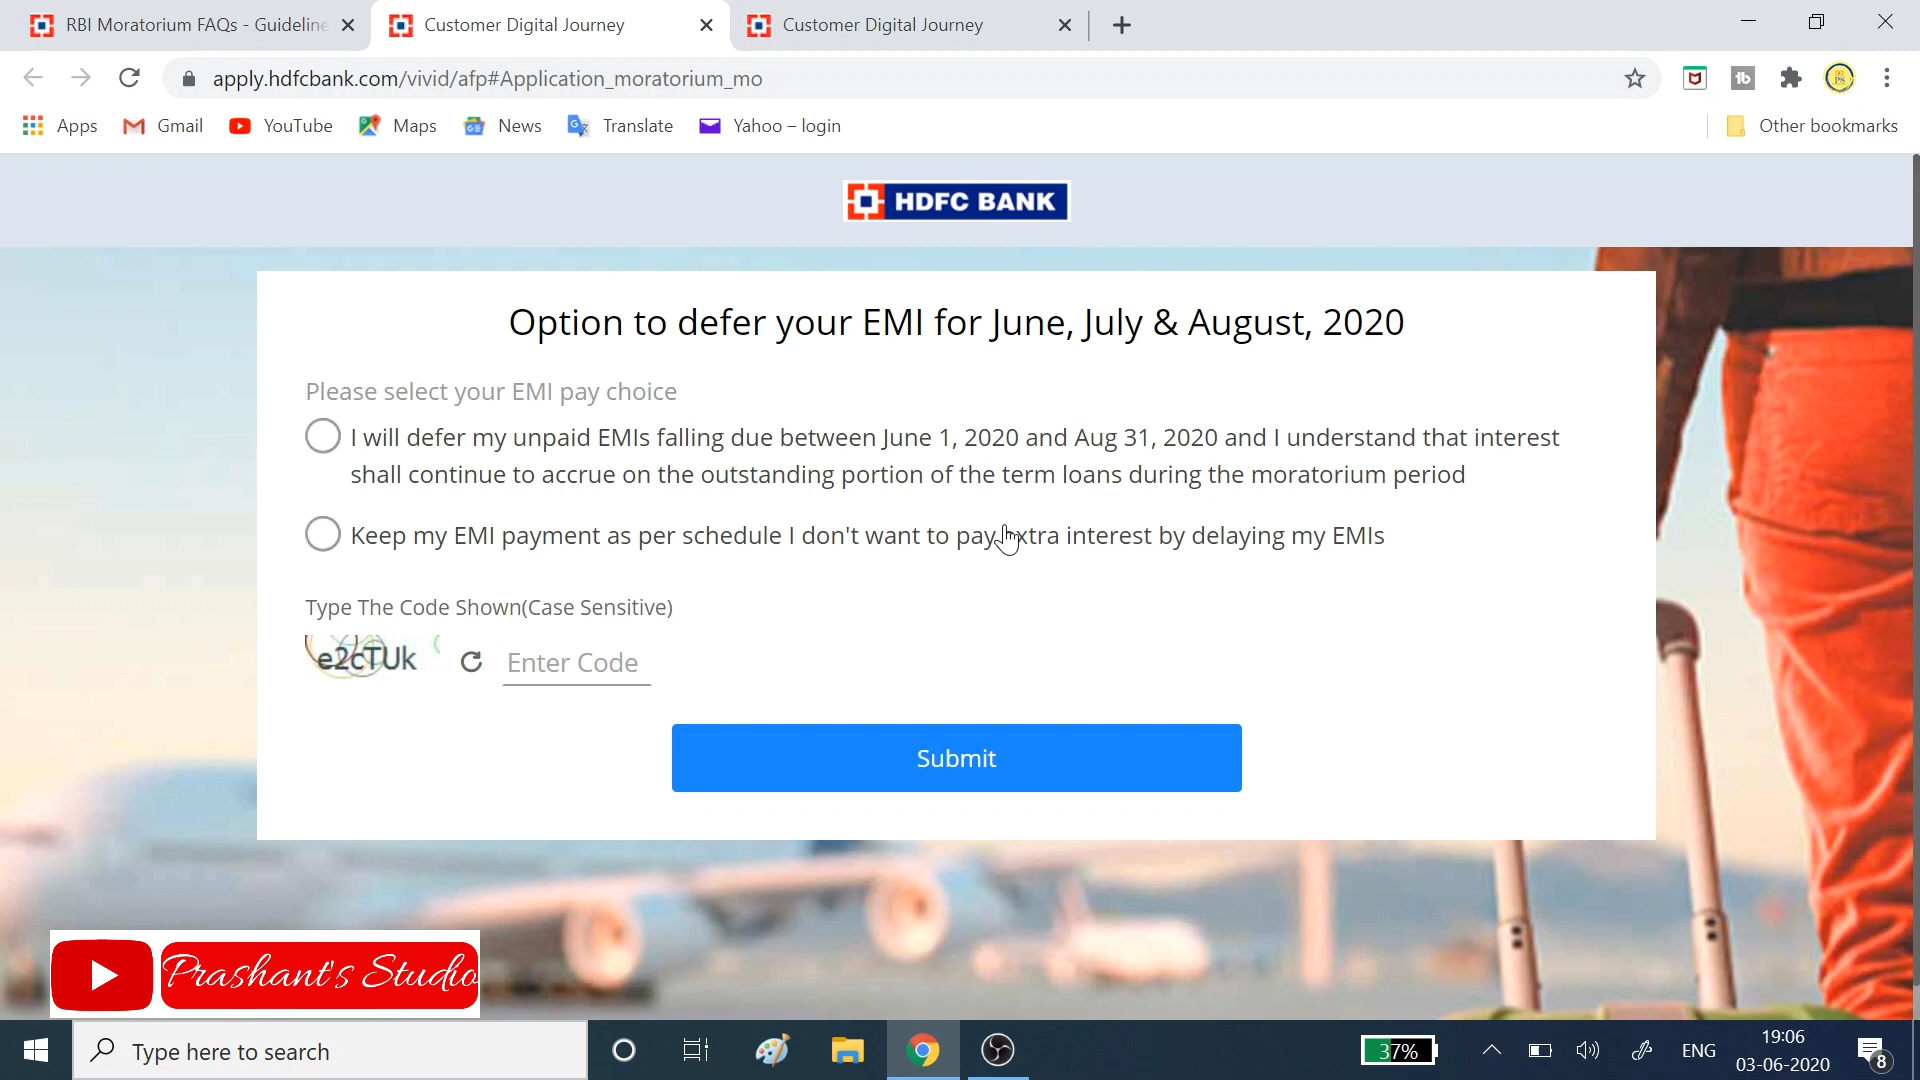 RBI Moratorium FAQs - Guideline
Customer Digital Journey
Customer Digital Journey
apply.hdfcbank.com/vivid/afp#Application_moratorium_mo
Apps
Gmail
YouTube
Maps
News
Translate
Yahoo – login
Other bookmarks
HDFC BANK
Option to defer your EMI for June, July & August, 2020
Please select your EMI pay choice
I will defer my unpaid EMIs falling due between June 1, 2020 and Aug 31, 2020 and I understand that interest
shall continue to accrue on the outstanding portion of the term loans during the moratorium period
Keep my EMI payment as per schedule I don't want to pay extra interest by delaying my EMIs
Type The Code Shown(Case Sensitive)
e2cTUk
Enter Code
Submit
Prashant's Studio
Type here to search
37%
ENG
19:06
03-06-2020
8